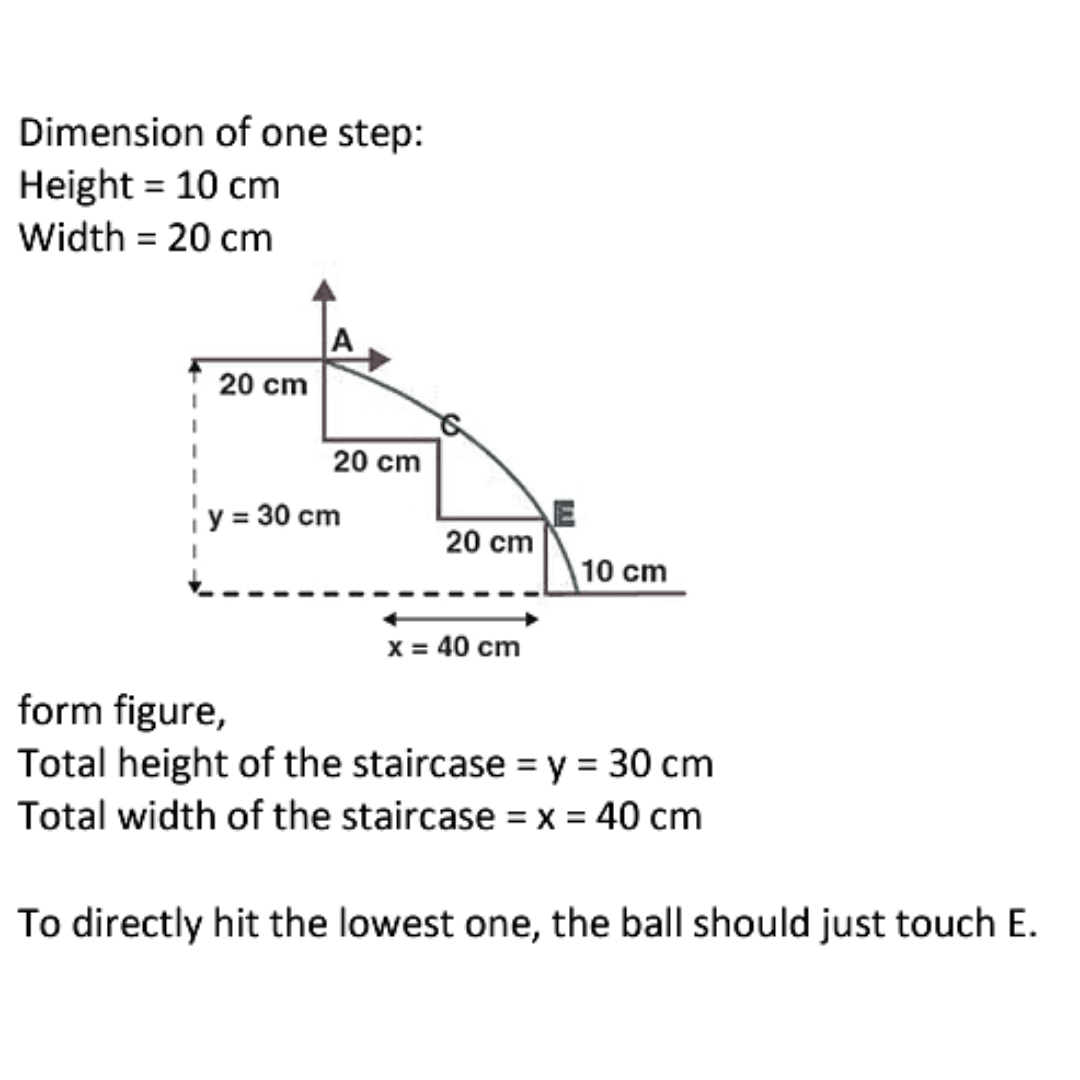 Dimension of one step:
Height = 10 cm
Width = 20 cm
A
20 cm
C
20 cm
y = 30 cm
E
20 cm
10 cm
x = 40 cm
form figure,
Total height of the staircase = y = 30 cm
Total width of the staircase = x = 40 cm
To directly hit the lowest one, the ball should just touch E.